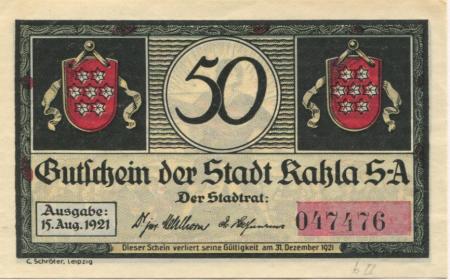 50
Gutschein der Stadt Kahla S-A
Der Stadtrat:
Ausgabe:
15. Aug. 1921
047476
Dieser Schein verliert seine Gültigkeit am 31. Dezember 1921
C. Schröter, Leipzig